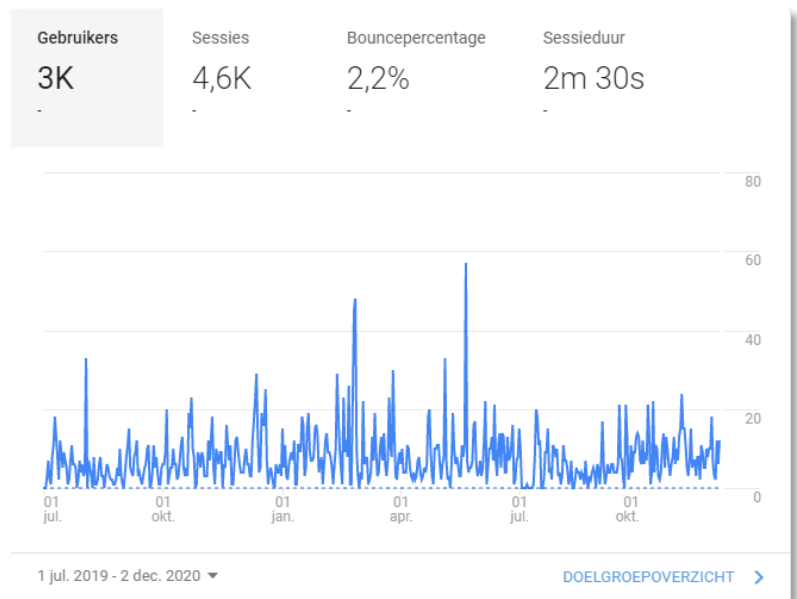 Gebruikers Sessies Bouncepercentage Sessieduur
3K 4,6K 2,2% 2m 30s
- - - -
80
60
40
20
0
01 01 01 01 01 01
jul. okt. jan. apr. jul. okt.
1 jul. 2019 - 2 dec. 2020 DOELGROEPOVERZICHT